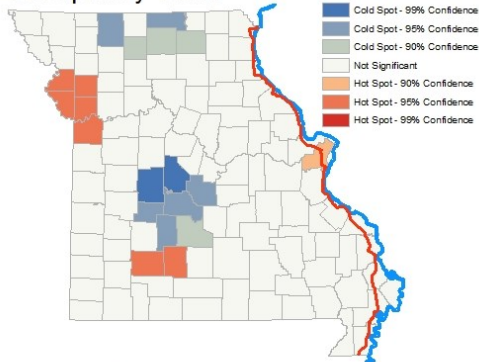 Cold Spot - 99% Confidence
Cold Spot - 95% Confidence
Cold Spot - 90% Confidence
Not Significant
Hot Spot - 90% Confidence
Hot Spot - 95% Confidence
Hot Spot - 99% Confidence